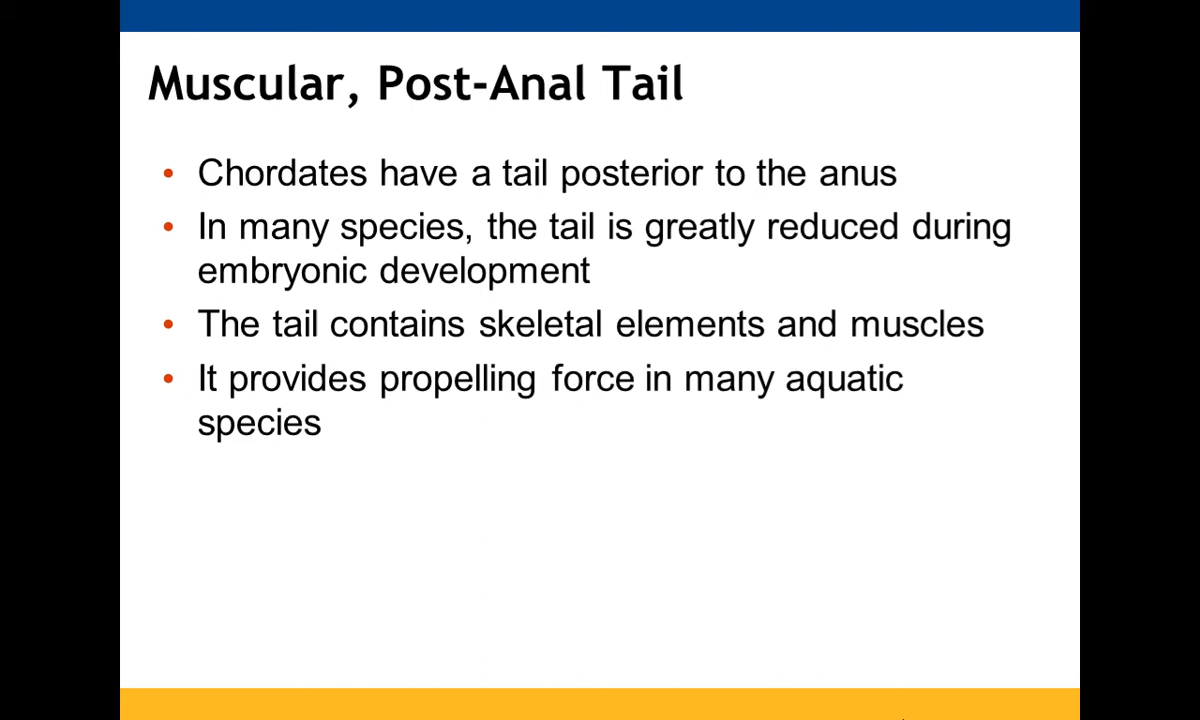 Muscular, Post-Anal Tail
• Chordates have a tail posterior to the anus
• In many species, the tail is greatly reduced during
embryonic development
• The tail contains skeletal elements and muscles
• It provides propelling force in many aquatic
species